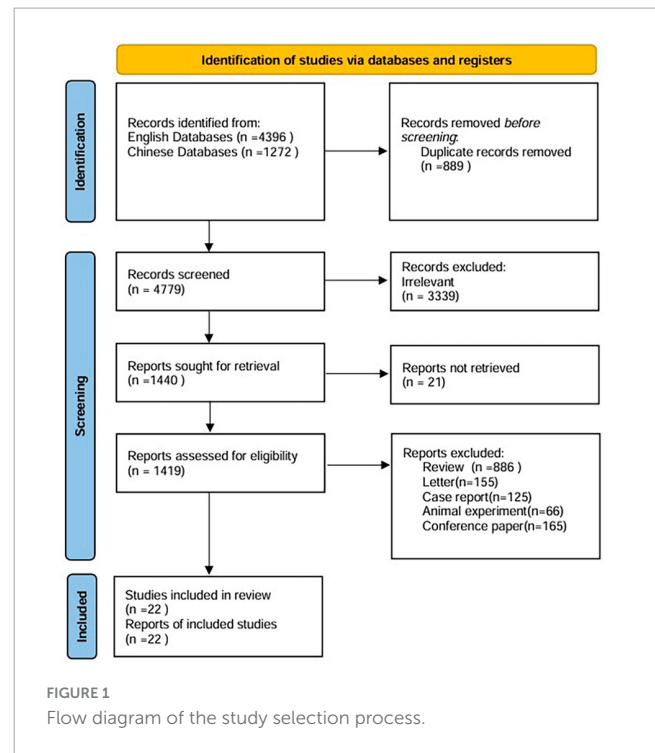 Identification of studies via databases and registers
Identification
Records identified from:
English Databases (n =4396 )
Chinese Databases (n =1272 )
Records removed before
screening:
Duplicate records removed
(n =889 )
Screening
Records screened
(n = 4779)
Records excluded:
Irrelevant
(n = 3339)
Reports sought for retrieval
(n =1440 )
Reports not retrieved
(n = 21)
Reports assessed for eligibility
(n = 1419)
Reports excluded:
Review (n =886 )
Letter(n=155)
Case report(n=125)
Animal experiment(n=66)
Conference paper(n=165)
Included
Studies included in review
(n =22 )
Reports of included studies
(n =22 )
FIGURE 1
Flow diagram of the study selection process.